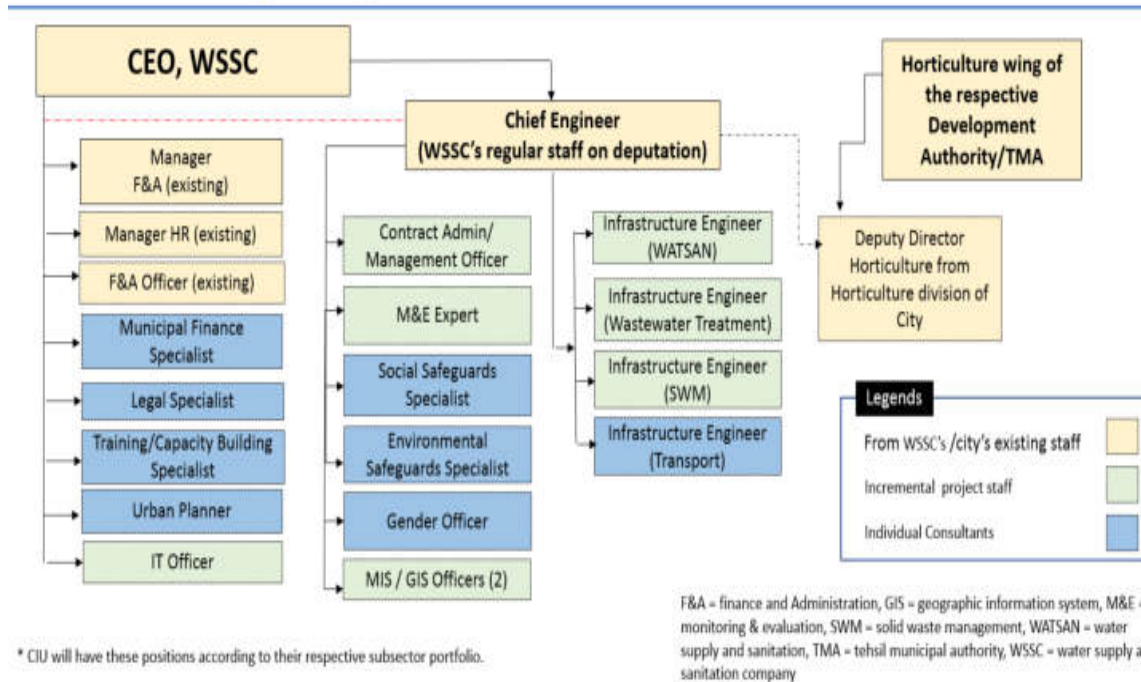 CEO, WSSC
Chief Engineer
(WSSC's regular staff on deputation)
Horticulture wing of
the respective
Development
Authority/TMA
Manager
F&A (existing)
Manager HR (existing)
F&A Officer (existing)
Municipal Finance
Specialist
Legal Specialist
Training/Capacity Building
Specialist
Urban Planner
IT Officer
Contract Admin/
Management Officer
M&E Expert
Social Safeguards
Specialist
Environmental
Safeguards Specialist
Gender Officer
MIS / GIS Officers (2)
Infrastructure Engineer
(WATSAN)
Infrastructure Engineer
(Wastewater Treatment)
Infrastructure Engineer
(SWM)
Infrastructure Engineer
(Transport)
Deputy Director
Horticulture from
Horticulture division of
City
Legends
From WSSC's /city's existing staff
Incremental project staff
Individual Consultants
F&A = finance and Administration, GIS = geographic information system, M&E =
monitoring & evaluation, SWM = solid waste management, WATSAN = water
supply and sanitation, TMA = tehsil municipal authority, WSSC = water supply a
sanitation company
* CIU will have these positions according to their respective subsector portfolio.